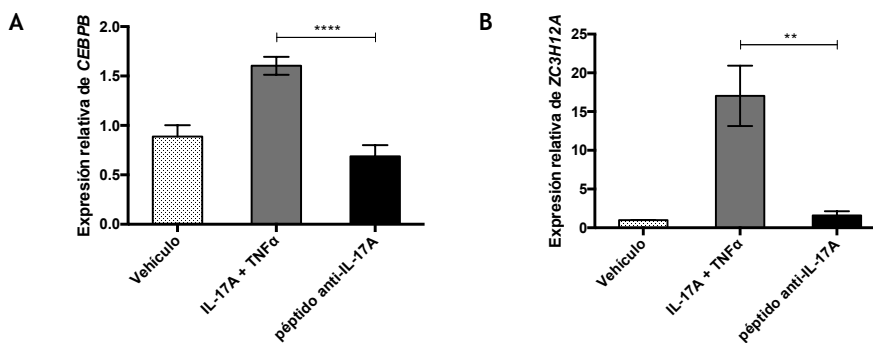 A
Expresión relativa de CEBPB
2.0
1.5
1.0
0.5
0.0
****
Vehículo
IL-17A + TNFα
péptido anti-IL-17A
B
Expresión relativa de ZC3H12A
25
20
15
10
5
0
**
Vehículo
IL-17A + TNFα
péptido anti-IL-17A